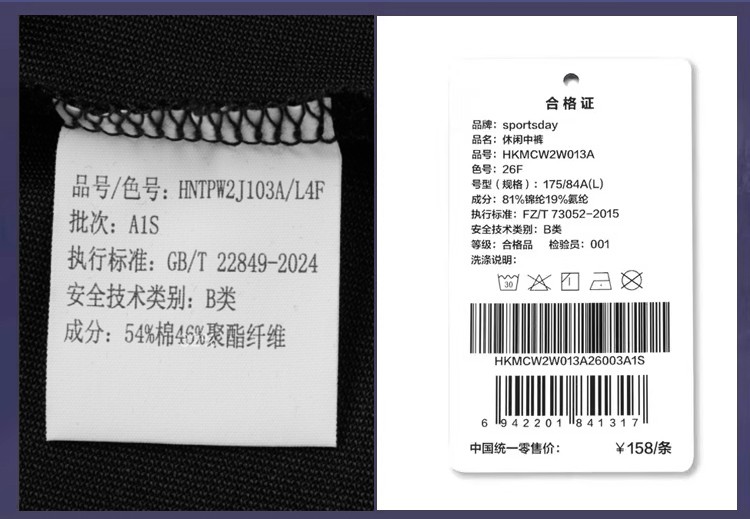 品号/色号: HNTPW2J103A/L4F
批次: A1S
执行标准: GB/T 22849-2024
安全技术类别: B类
成分: 54%棉46%聚酯纤维
合格证
品牌: sportsday
品名: 休闲中裤
品号: HKMCW2W013A
色号: 26F
号型(规格): 175/84A(L)
成分: 81%锦纶19%氨纶
执行标准: FZ/T 73052-2015
安全技术类别: B类
等级: 合格品 检验员: 001
洗涤说明:
30
HKMCW2W013A26003A1S
6 942201 841317
中国统一零售价: ¥158/条